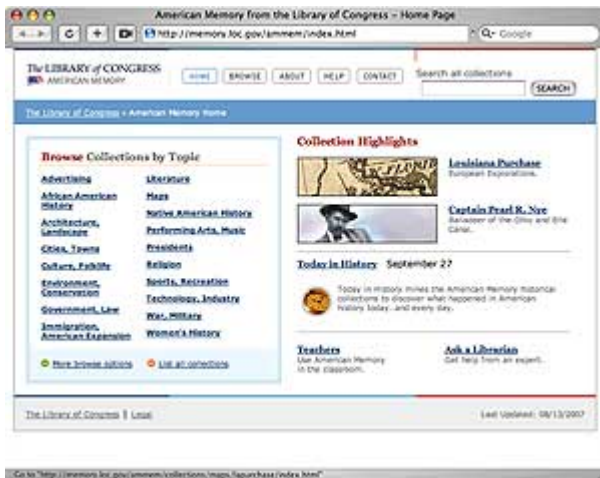 American Memory from the Library of Congress – Home Page
http://memory.loc.gov/ammem/index.html
Google
The LIBRARY of CONGRESS
AMERICAN MEMORY
HOME
BROWSE
ABOUT
HELP
CONTACT
Search all collections
SEARCH
The Library of Congress » American Memory Home
Browse Collections by Topic
Advertising
African American
History
Architecture,
Landscape
Cities, Towns
Culture, Folklife
Environment,
Conservation
Government, Law
Immigration,
American Expansion
Literature
Maps
Native American History
Performing Arts, Music
Presidents
Religion
Sports, Recreation
Technology, Industry
War, Military
Women's History
More browse options
List all collections
Collection Highlights
FLORID
Louisiana Purchase
European Explorations.
Captain Pearl R. Nye
Balladeer of the Ohio and Erie
Canal.
Today in History September 27
Today in History mines the American Memory historical
collections to discover what happened in American
history today...and every day.
Teachers
Use American Memory
in the classroom.
Ask a Librarian
Get help from an expert.
The Library of Congress | Legal
Last Updated: 08/13/2007
Go to "http://memory.loc.gov/ammem/collections/maps/lapurchase/index.html"